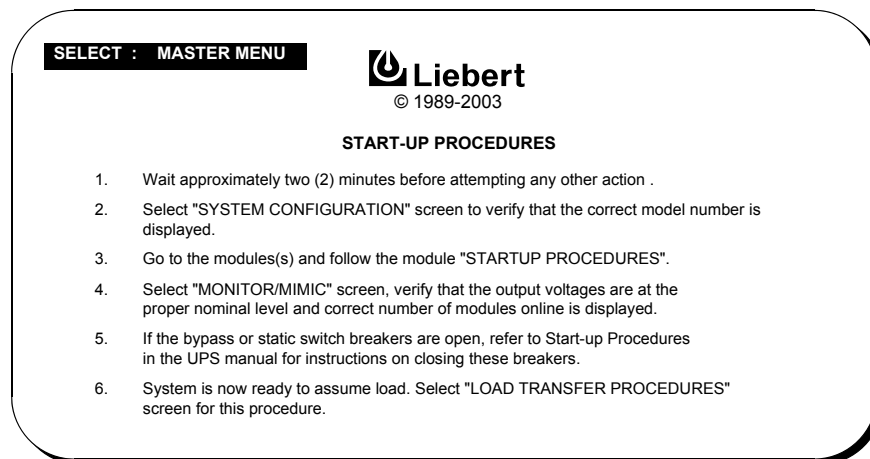 SELECT : MASTER MENU
Liebert
© 1989-2003
START-UP PROCEDURES
1. Wait approximately two (2) minutes before attempting any other action .
2. Select "SYSTEM CONFIGURATION" screen to verify that the correct model number is
displayed.
3. Go to the modules(s) and follow the module "STARTUP PROCEDURES".
4. Select "MONITOR/MIMIC" screen, verify that the output voltages are at the
proper nominal level and correct number of modules online is displayed.
5. If the bypass or static switch breakers are open, refer to Start-up Procedures
in the UPS manual for instructions on closing these breakers.
6. System is now ready to assume load. Select "LOAD TRANSFER PROCEDURES"
screen for this procedure.